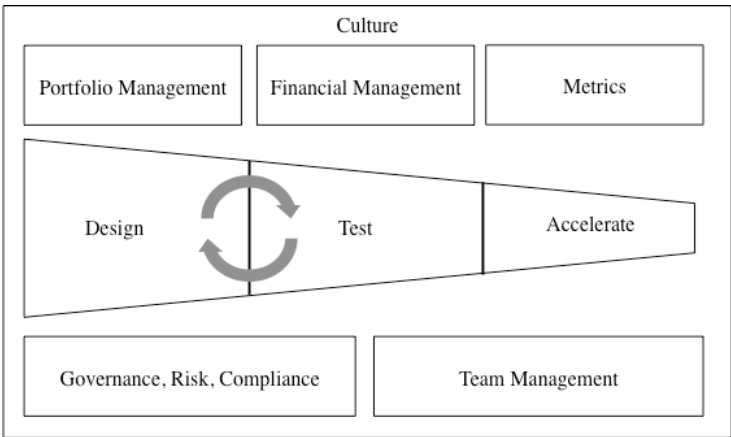 Culture
Portfolio Management
Financial Management
Metrics
Design
Test
Accelerate
Governance, Risk, Compliance
Team Management